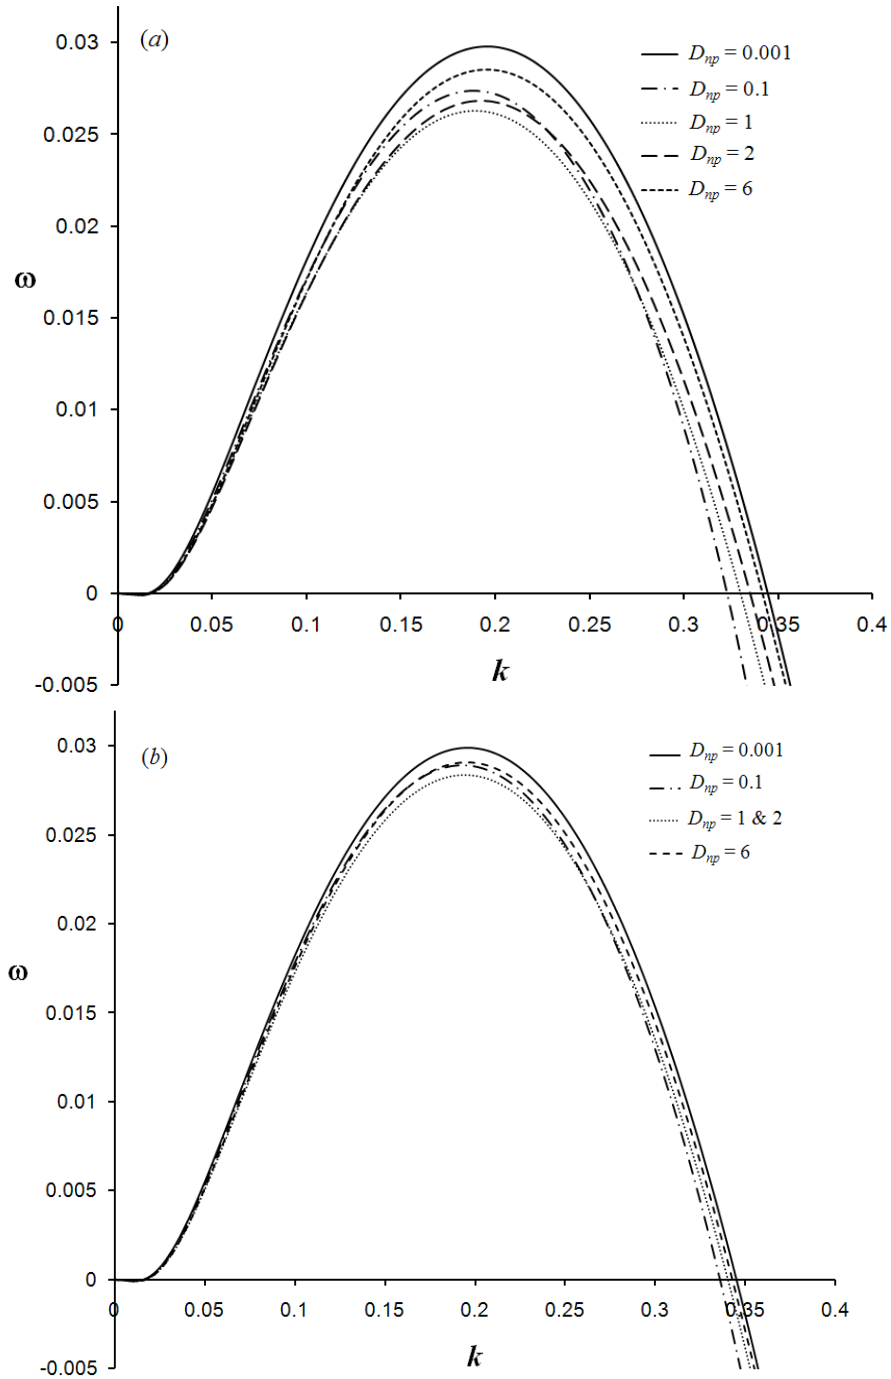 (a)
0.03
0.025
0.02
0.015
0.01
0.005
0
-0.005
ω
D_np = 0.001
D_np = 0.1
D_np = 1
D_np = 2
D_np = 6
0 0.05 0.1 0.15 0.2 0.25 0.3 0.35 0.4
k
(b)
0.03
0.025
0.02
0.015
0.01
0.005
0
-0.005
ω
D_np = 0.001
D_np = 0.1
D_np = 1 & 2
D_np = 6
0 0.05 0.1 0.15 0.2 0.25 0.3 0.35 0.4
k